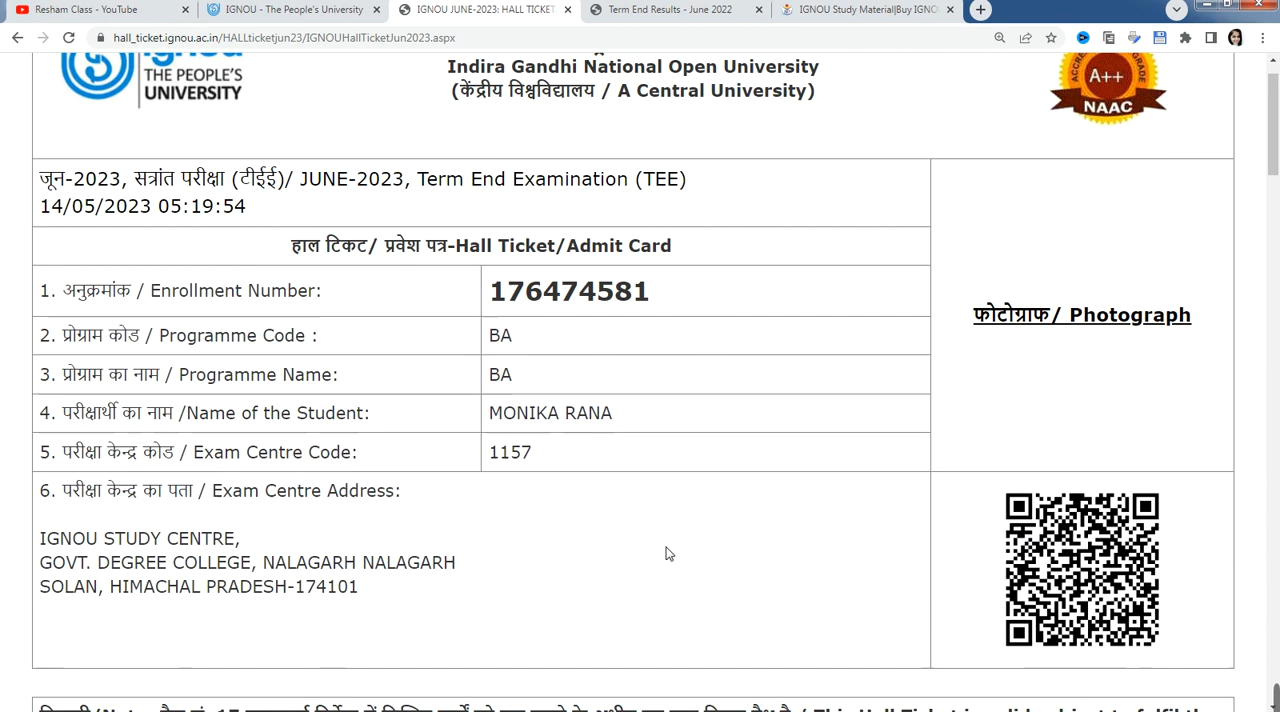 Resham Class - YouTube
IGNOU - The People's University
IGNOU JUNE-2023: HALL TICKET
Term End Results - June 2022
IGNOU Study Material|Buy IGNO
hall_ticket.ignou.ac.in/HALLticketjun23/IGNOUHallTicketJun2023.aspx
ignou
THE PEOPLE'S
UNIVERSITY
Indira Gandhi National Open University
(केंद्रीय विश्वविद्यालय / A Central University)
A++
NAAC
जून-2023, सत्रांत परीक्षा (टीईई)/ JUNE-2023, Term End Examination (TEE)
14/05/2023 05:19:54
हाल टिकट/ प्रवेश पत्र-Hall Ticket/Admit Card
1. अनुक्रमांक / Enrollment Number: 176474581
2. प्रोग्राम कोड / Programme Code : BA
3. प्रोग्राम का नाम / Programme Name: BA
4. परीक्षार्थी का नाम /Name of the Student: MONIKA RANA
5. परीक्षा केन्द्र कोड / Exam Centre Code: 1157
फोटोग्राफ/ Photograph
6. परीक्षा केन्द्र का पता / Exam Centre Address:
IGNOU STUDY CENTRE,
GOVT. DEGREE COLLEGE, NALAGARH NALAGARH
SOLAN, HIMACHAL PRADESH-174101